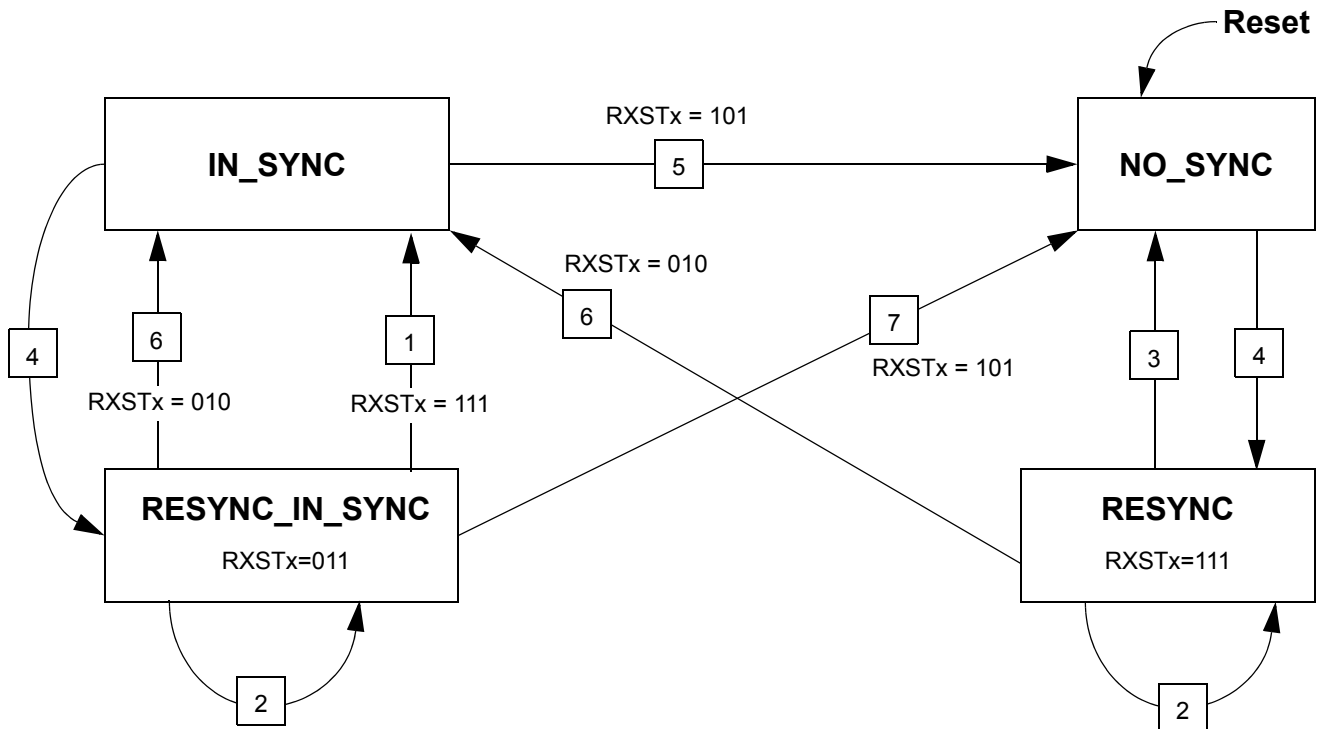 Reset
RXSTx = 101
IN_SYNC
5
NO_SYNC
RXSTx = 010
6
7
RXSTx = 101
4
6
1
3
4
RXSTx = 010
RXSTx = 111
RESYNC_IN_SYNC
RXSTx=011
RESYNC
RXSTx=111
2
2